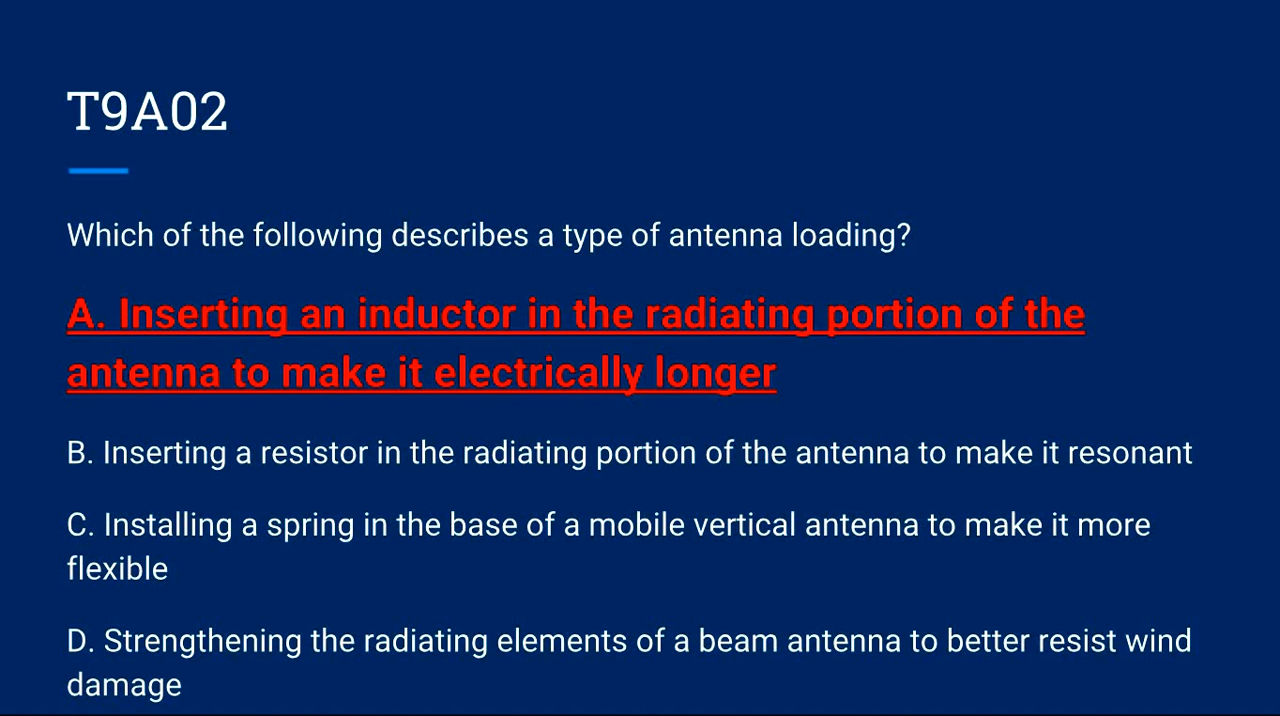 T9A02
Which of the following describes a type of antenna loading?
A. Inserting an inductor in the radiating portion of the
antenna to make it electrically longer
B. Inserting a resistor in the radiating portion of the antenna to make it resonant
C. Installing a spring in the base of a mobile vertical antenna to make it more
flexible
D. Strengthening the radiating elements of a beam antenna to better resist wind
damage